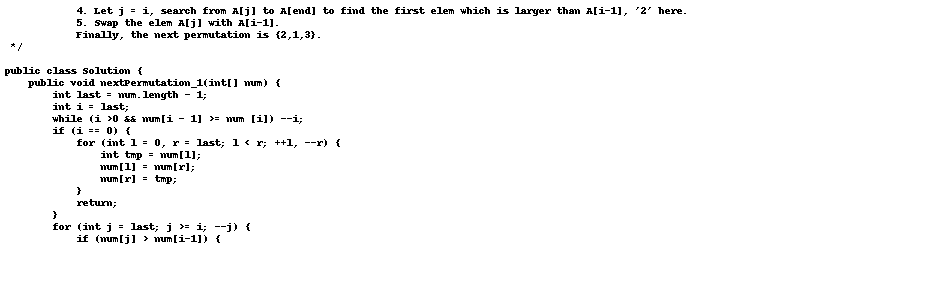 4. Let j = i, search from A[j] to A[end] to find the first elem which is larger than A[i-1], '2' here.
5. Swap the elem A[j] with A[i-1].
Finally, the next permutation is {2,1,3}.
*/
public class Solution {
public void nextPermutation_1(int[] num) {
int last = num.length - 1;
int i = last;
while (i >0 && num[i - 1] >= num [i]) --i;
if (i == 0) {
for (int l = 0, r = last; l < r; ++l, --r) {
int tmp = num[l];
num[l] = num[r];
num[r] = tmp;
}
return;
}
for (int j = last; j >= i; --j) {
if (num[j] > num[i-1]) {